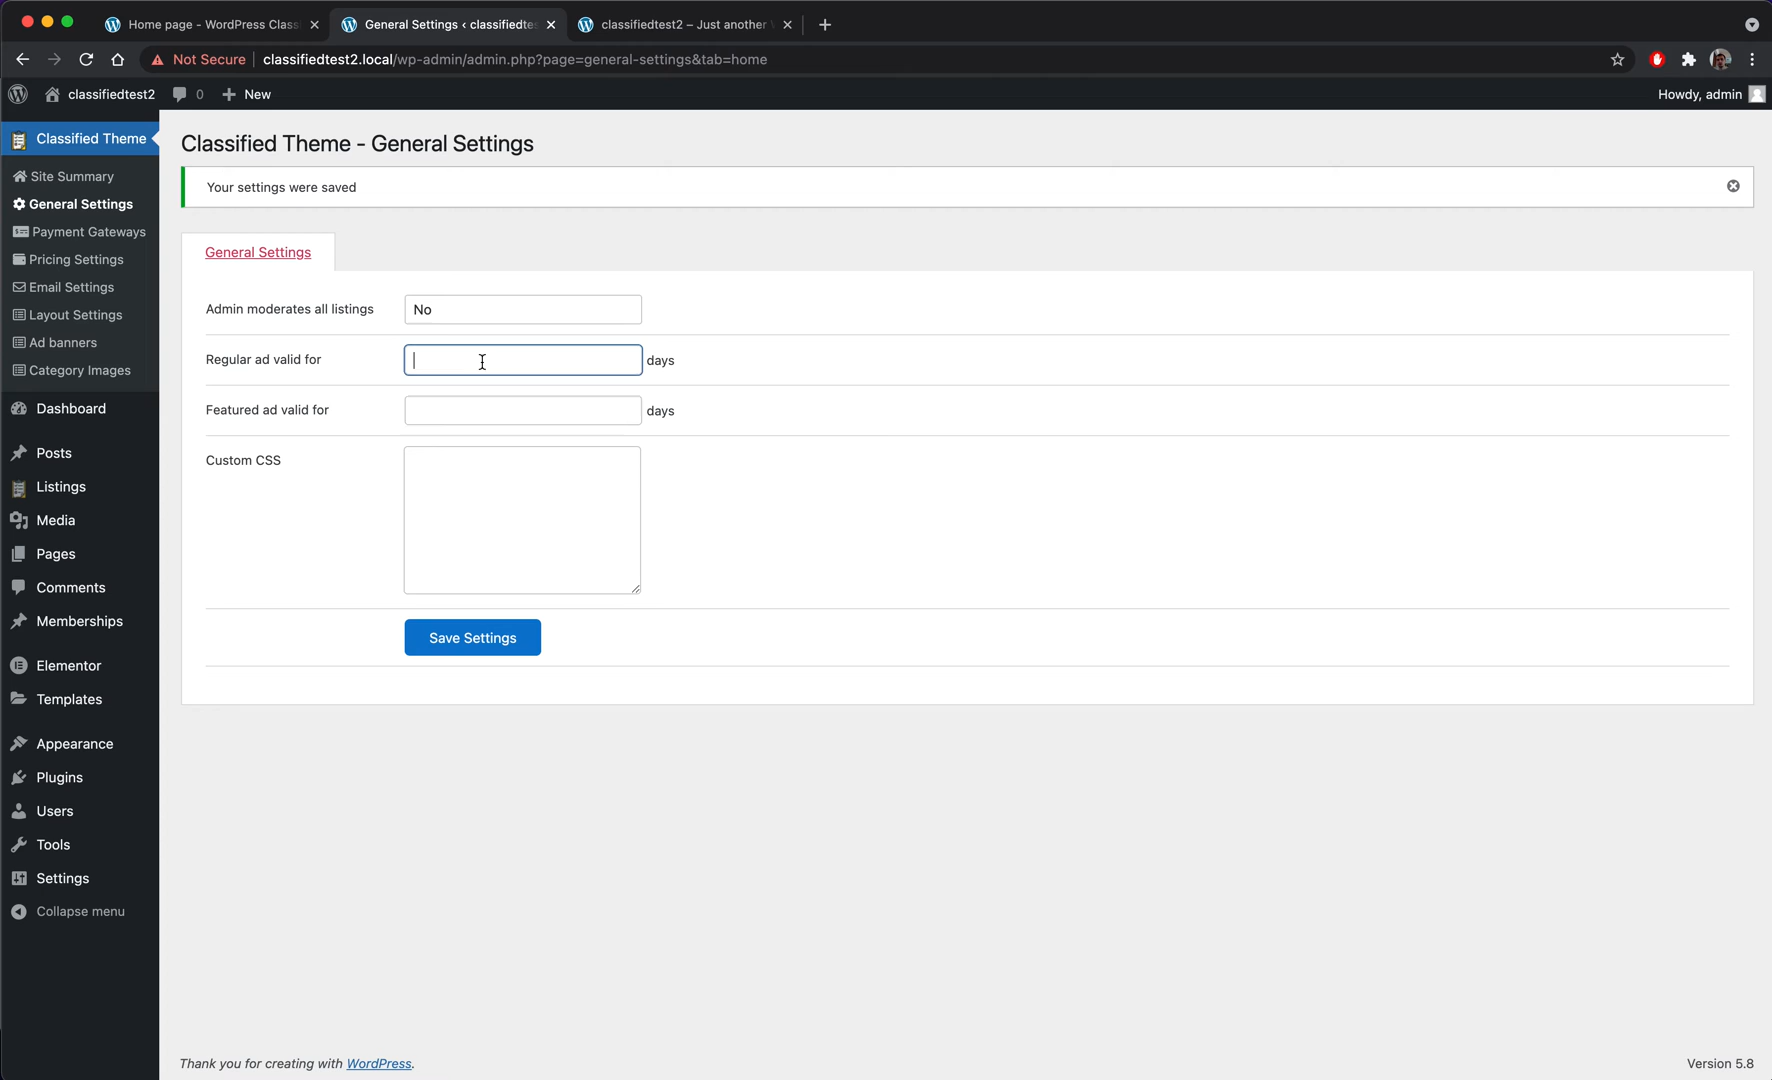 Home page - WordPress Class
General Settings ‹ classifiedtes
classifiedtest2 – Just another
Not Secure
classifiedtest2.local/wp-admin/admin.php?page=general-settings&tab=home
classifiedtest2
0
New
Howdy, admin
Classified Theme
Site Summary
General Settings
Payment Gateways
Pricing Settings
Email Settings
Layout Settings
Ad banners
Category Images
Dashboard
Posts
Listings
Media
Pages
Comments
Memberships
Elementor
Templates
Appearance
Plugins
Users
Tools
Settings
Collapse menu
Classified Theme - General Settings
Your settings were saved
General Settings
Admin moderates all listings
No
Regular ad valid for
days
Featured ad valid for
days
Custom CSS
Save Settings
Thank you for creating with WordPress.
Version 5.8